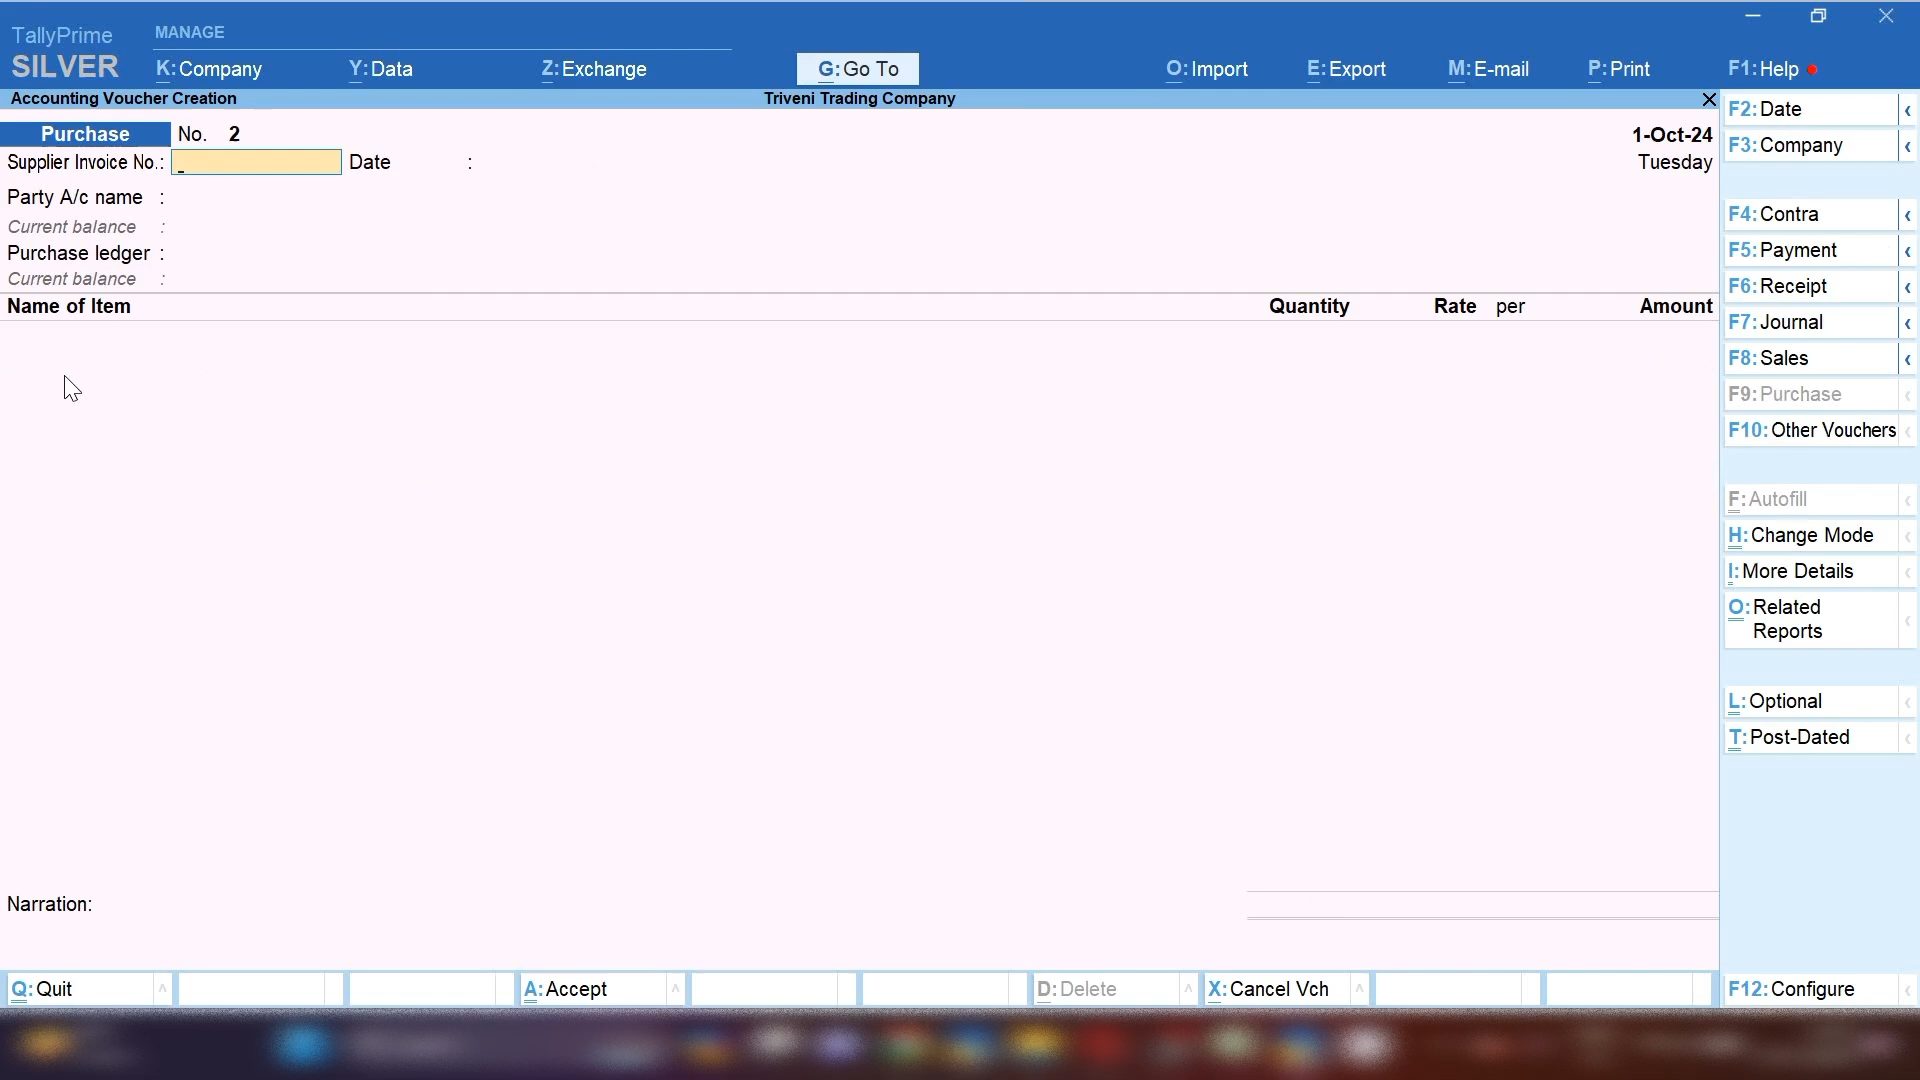 TallyPrime
SILVER
MANAGE
K:Company Y:Data Z:Exchange G:Go To O:Import E:Export M:E-mail P:Print F1:Help
Accounting Voucher Creation Triveni Trading Company
Purchase No. 2 1-Oct-24
Supplier Invoice No.: Date : Tuesday
Party A/c name :
Current balance :
Purchase ledger :
Current balance :
Name of Item Quantity Rate per Amount
Narration:
F2:Date
F3:Company
F4:Contra
F5:Payment
F6:Receipt
F7:Journal
F8:Sales
F9:Purchase
F10:Other Vouchers
F:Autofill
H:Change Mode
I:More Details
O:Related
Reports
L:Optional
T:Post-Dated
Q:Quit A:Accept D:Delete X:Cancel Vch F12:Configure